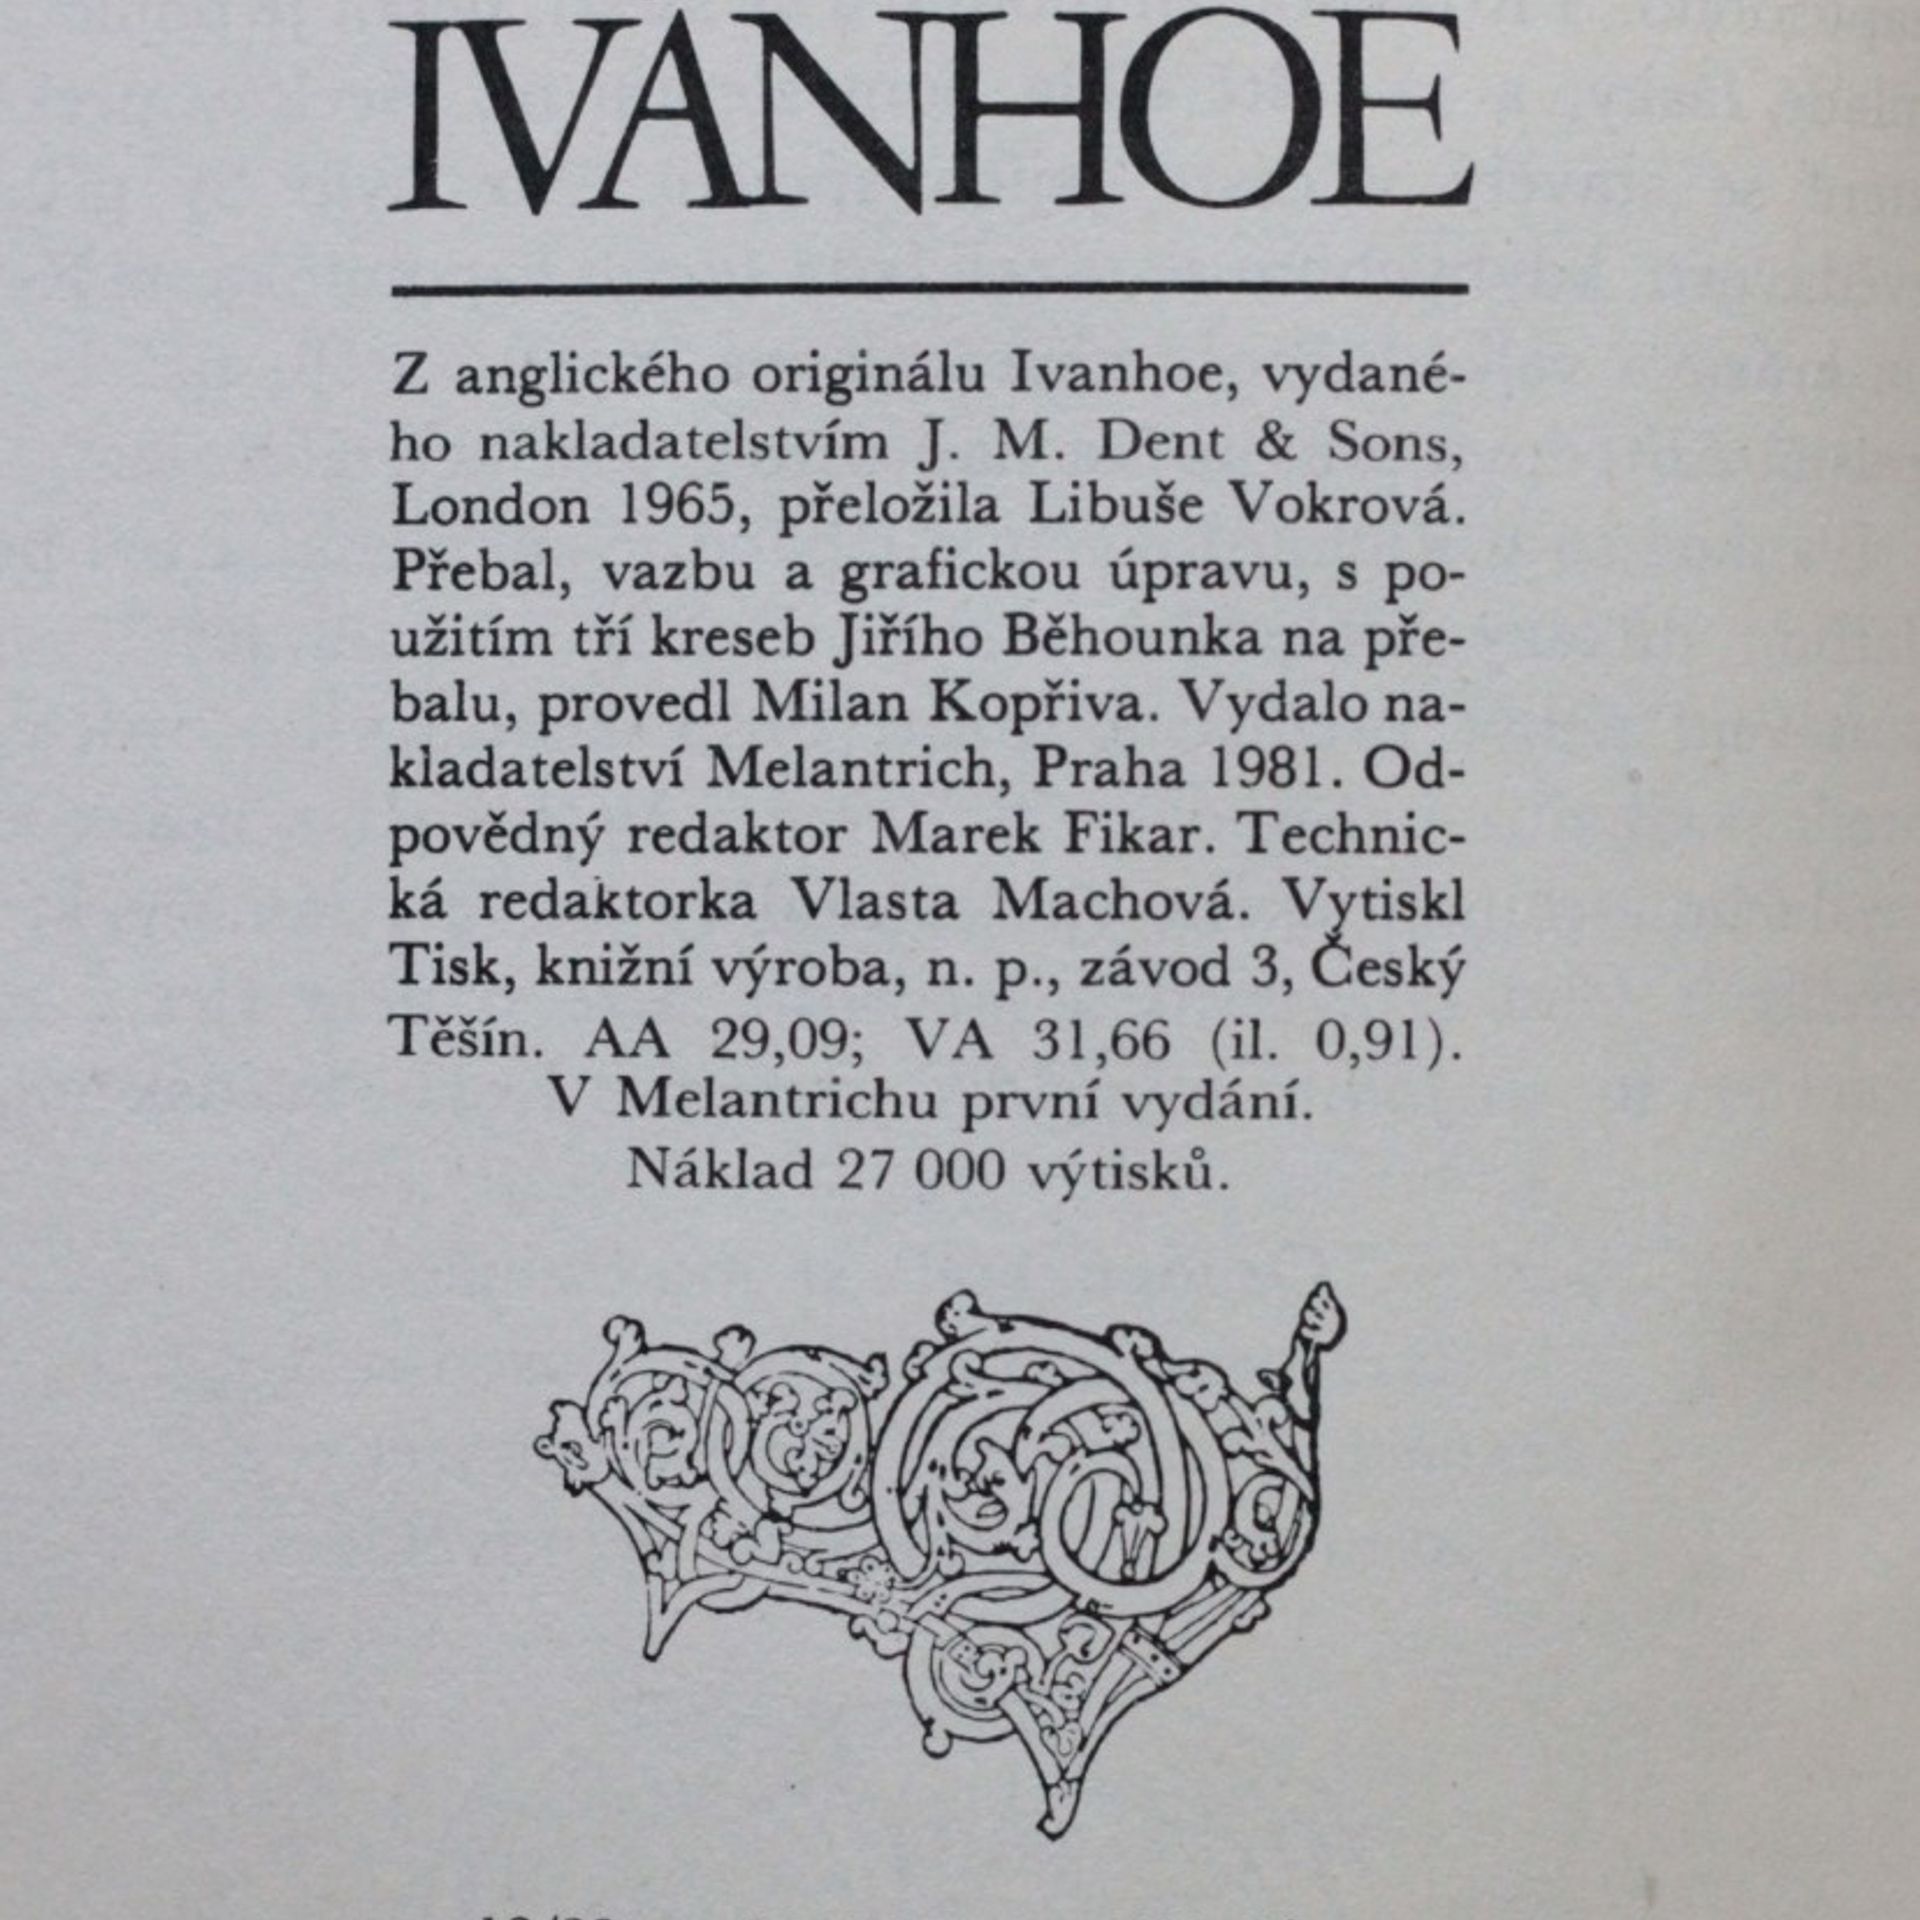 IVANHOE
Z anglického originálu Ivanhoe, vydané-
ho nakladatelstvím J. M. Dent & Sons,
London 1965, přeložila Libuše Vokrová.
Přebal, vazbu a grafickou úpravu, s po-
užitím tří kreseb Jiřího Běhounka na pře-
balu, provedl Milan Kopřiva. Vydalo na-
kladatelství Melantrich, Praha 1981. Od-
povědný redaktor Marek Fikar. Technic-
ká redaktorka Vlasta Machová. Vytiskl
Tisk, knižní výroba, n. p., závod 3, Český
Těšín. AA 29,09; VA 31,66 (il. 0,91).
V Melantrichu první vydání.
Náklad 27 000 výtisků.